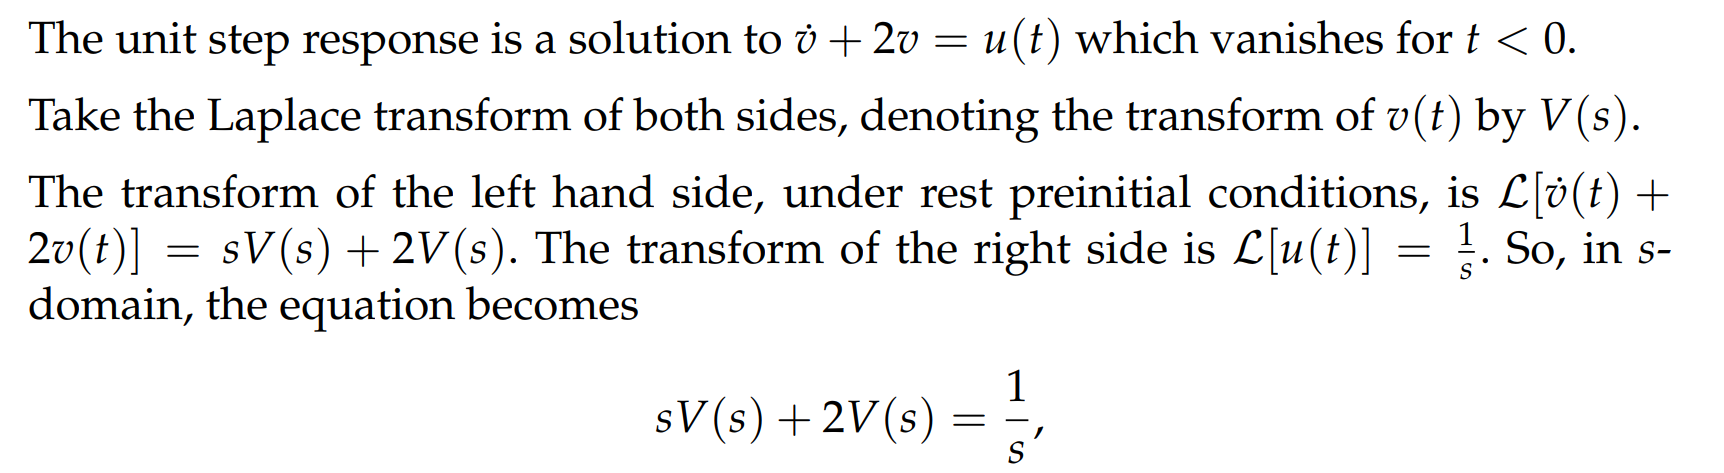 The unit step response is a solution to v̇ + 2v = u(t) which vanishes for t < 0.
Take the Laplace transform of both sides, denoting the transform of v(t) by V(s).
The transform of the left hand side, under rest preinitial conditions, is ℒ[v̇(t) +
2v(t)] = sV(s) + 2V(s). The transform of the right side is ℒ[u(t)] = 1/s. So, in s-
domain, the equation becomes
sV(s) + 2V(s) = 1/s,